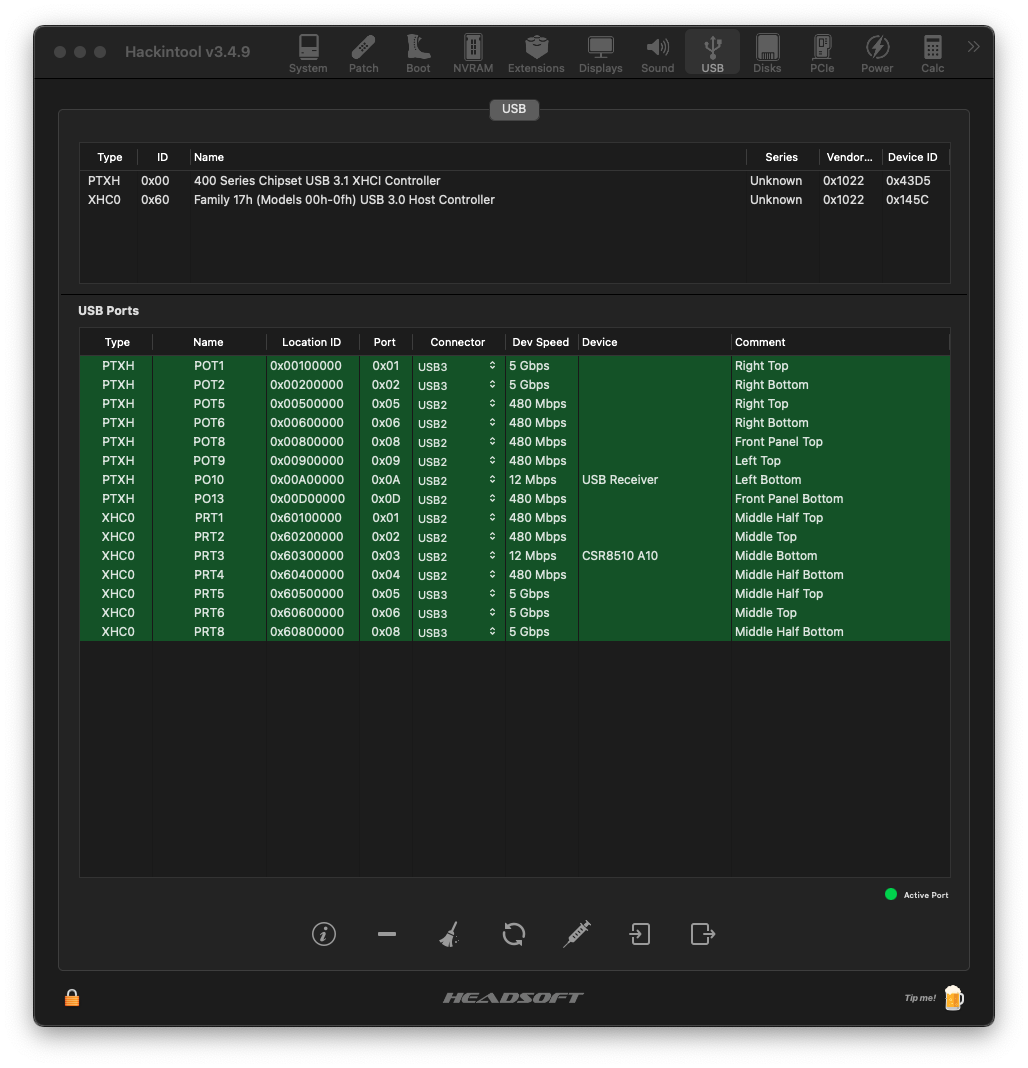 Hackintool v3.4.9
System Patch Boot NVRAM Extensions Displays Sound USB Disks PCIe Power Calc
USB
Type ID Name Series Vendor... Device ID
PTXH 0x00 400 Series Chipset USB 3.1 XHCI Controller Unknown 0x1022 0x43D5
XHC0 0x60 Family 17h (Models 00h-0fh) USB 3.0 Host Controller Unknown 0x1022 0x145C
USB Ports
Type Name Location ID Port Connector Dev Speed Device Comment
PTXH POT1 0x00100000 0x01 USB3 5 Gbps Right Top
PTXH POT2 0x00200000 0x02 USB3 5 Gbps Right Bottom
PTXH POT5 0x00500000 0x05 USB2 480 Mbps Right Top
PTXH POT6 0x00600000 0x06 USB2 480 Mbps Right Bottom
PTXH POT8 0x00800000 0x08 USB2 480 Mbps Front Panel Top
PTXH POT9 0x00900000 0x09 USB2 480 Mbps Left Top
PTXH PO10 0x00A00000 0x0A USB2 12 Mbps USB Receiver Left Bottom
PTXH PO13 0x00D00000 0x0D USB2 480 Mbps Front Panel Bottom
XHC0 PRT1 0x60100000 0x01 USB2 480 Mbps Middle Half Top
XHC0 PRT2 0x60200000 0x02 USB2 480 Mbps Middle Top
XHC0 PRT3 0x60300000 0x03 USB2 12 Mbps CSR8510 A10 Middle Bottom
XHC0 PRT4 0x60400000 0x04 USB2 480 Mbps Middle Half Bottom
XHC0 PRT5 0x60500000 0x05 USB3 5 Gbps Middle Half Top
XHC0 PRT6 0x60600000 0x06 USB3 5 Gbps Middle Top
XHC0 PRT8 0x60800000 0x08 USB3 5 Gbps Middle Half Bottom
Active Port
HEADSOFT
Tip me!